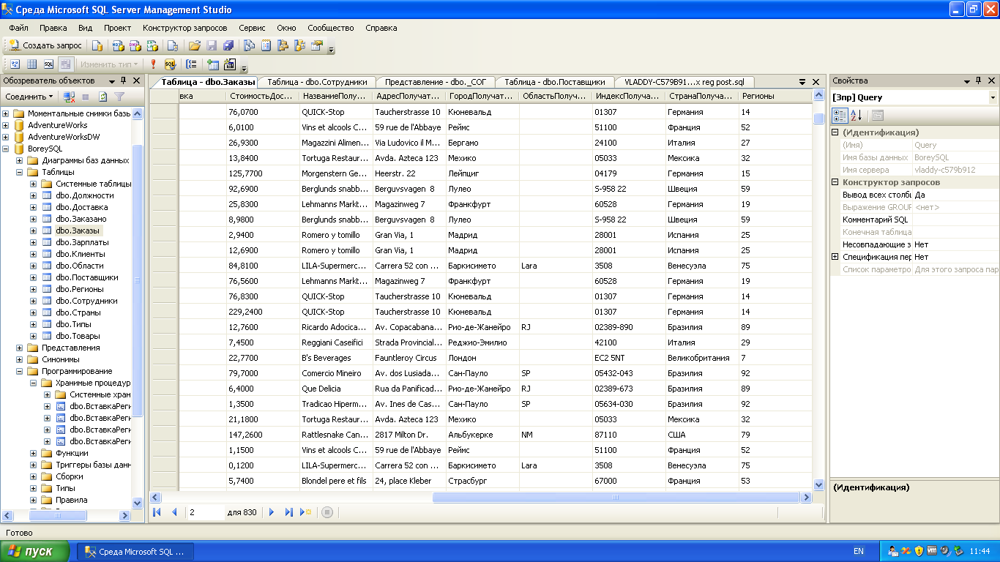 Среда Microsoft SQL Server Management Studio
Файл Правка Вид Проект Конструктор запросов Сервис Окно Сообщество Справка
Создать запрос
Изменить тип
Обозреватель объектов
Соединить
Моментальные снимки базь
AdventureWorks
AdventureWorksDW
BoreySQL
Диаграммы баз данных
Таблицы
Системные таблицы
dbo.Должности
dbo.Доставка
dbo.Заказано
dbo.Заказы
dbo.Зарплаты
dbo.Клиенты
dbo.Области
dbo.Поставщики
dbo.Регионы
dbo.Сотрудники
dbo.Страны
dbo.Типы
dbo.Товары
Представления
Синонимы
Программирование
Хранимые процедур
Системные хран
dbo.ВставкаРеги
dbo.ВставкаРеги
dbo.ВставкаРеги
dbo.ВставкаРеги
Функции
Триггеры базы данн
Сборки
Типы
Правила
Таблица - dbo.Заказы Таблица - dbo.Сотрудники Представление - dbo._СОГ Таблица - dbo.Поставщики VLADDY-C579B91...x reg post.sql
вка СтоимостьДос... НазваниеПолу... АдресПолучат... ГородПолучат... ОбластьПолуч... ИндексПолуча... СтранаПолуча... Регионы
76,0700 QUICK-Stop Taucherstrasse 10 Кюневальд 01307 Германия 14
6,0100 Vins et alcools C... 59 rue de l'Abbaye Реймс 51100 Франция 52
26,9300 Magazzini Alimen... Via Ludovico il M... Бергамо 24100 Италия 27
13,8400 Tortuga Restaur... Avda. Azteca 123 Мехико 05033 Мексика 32
125,7700 Morgenstern Ge... Heerstr. 22 Лейпциг 04179 Германия 15
92,6900 Berglunds snabb... Berguvsvagen 8 Лулео S-958 22 Швеция 59
25,8300 Lehmanns Markt... Magazinweg 7 Франкфурт 60528 Германия 19
8,9800 Berglunds snabb... Berguvsvagen 8 Лулео S-958 22 Швеция 59
2,9400 Romero y tomillo Gran Via, 1 Мадрид 28001 Испания 25
12,6900 Romero y tomillo Gran Via, 1 Мадрид 28001 Испания 25
84,8100 LILA-Supermerc... Carrera 52 con ... Баркисимето Lara 3508 Венесуэла 75
76,5600 Lehmanns Markt... Magazinweg 7 Франкфурт 60528 Германия 19
76,8300 QUICK-Stop Taucherstrasse 10 Кюневальд 01307 Германия 14
229,2400 QUICK-Stop Taucherstrasse 10 Кюневальд 01307 Германия 14
12,7600 Ricardo Adocica... Av. Copacabana... Рио-де-Жанейро RJ 02389-890 Бразилия 89
7,4500 Reggiani Caseifici Strada Provincial... Реджио-Эмилио 42100 Италия 29
22,7700 B's Beverages Fauntleroy Circus Лондон EC2 5NT Великобритания 7
79,7000 Comercio Mineiro Av. dos Lusiada... Сан-Пауло SP 05432-043 Бразилия 92
6,4000 Que Delicia Rua da Panificad... Рио-де-Жанейро RJ 02389-673 Бразилия 89
1,3500 Tradicao Hiperm... Av. Ines de Cas... Сан-Пауло SP 05634-030 Бразилия 92
21,1800 Tortuga Restaur... Avda. Azteca 123 Мехико 05033 Мексика 32
147,2600 Rattlesnake Can... 2817 Milton Dr. Альбукерке NM 87110 США 79
1,1500 Vins et alcools C... 59 rue de l'Abbaye Реймс 51100 Франция 52
0,1200 LILA-Supermerc... Carrera 52 con ... Баркисимето Lara 3508 Венесуэла 75
5,7400 Blondel pere et fils 24, place Kleber Страсбург 67000 Франция 53
2 для 830
Свойства
[Зпр] Query
(Идентификация)
(Имя) Query
Имя базы данных BoreySQL
Имя сервера vladdy-c579b912
Конструктор запросов
Вывод всех столбц Да
Выражение GROUP <нет>
Комментарий SQL
Конечная таблица
Несовпадающие з Нет
Спецификация пер Нет
Список параметро Для этого запроса пар
(Идентификация)
Готово
пуск Среда Microsoft SQL ... EN 11:44